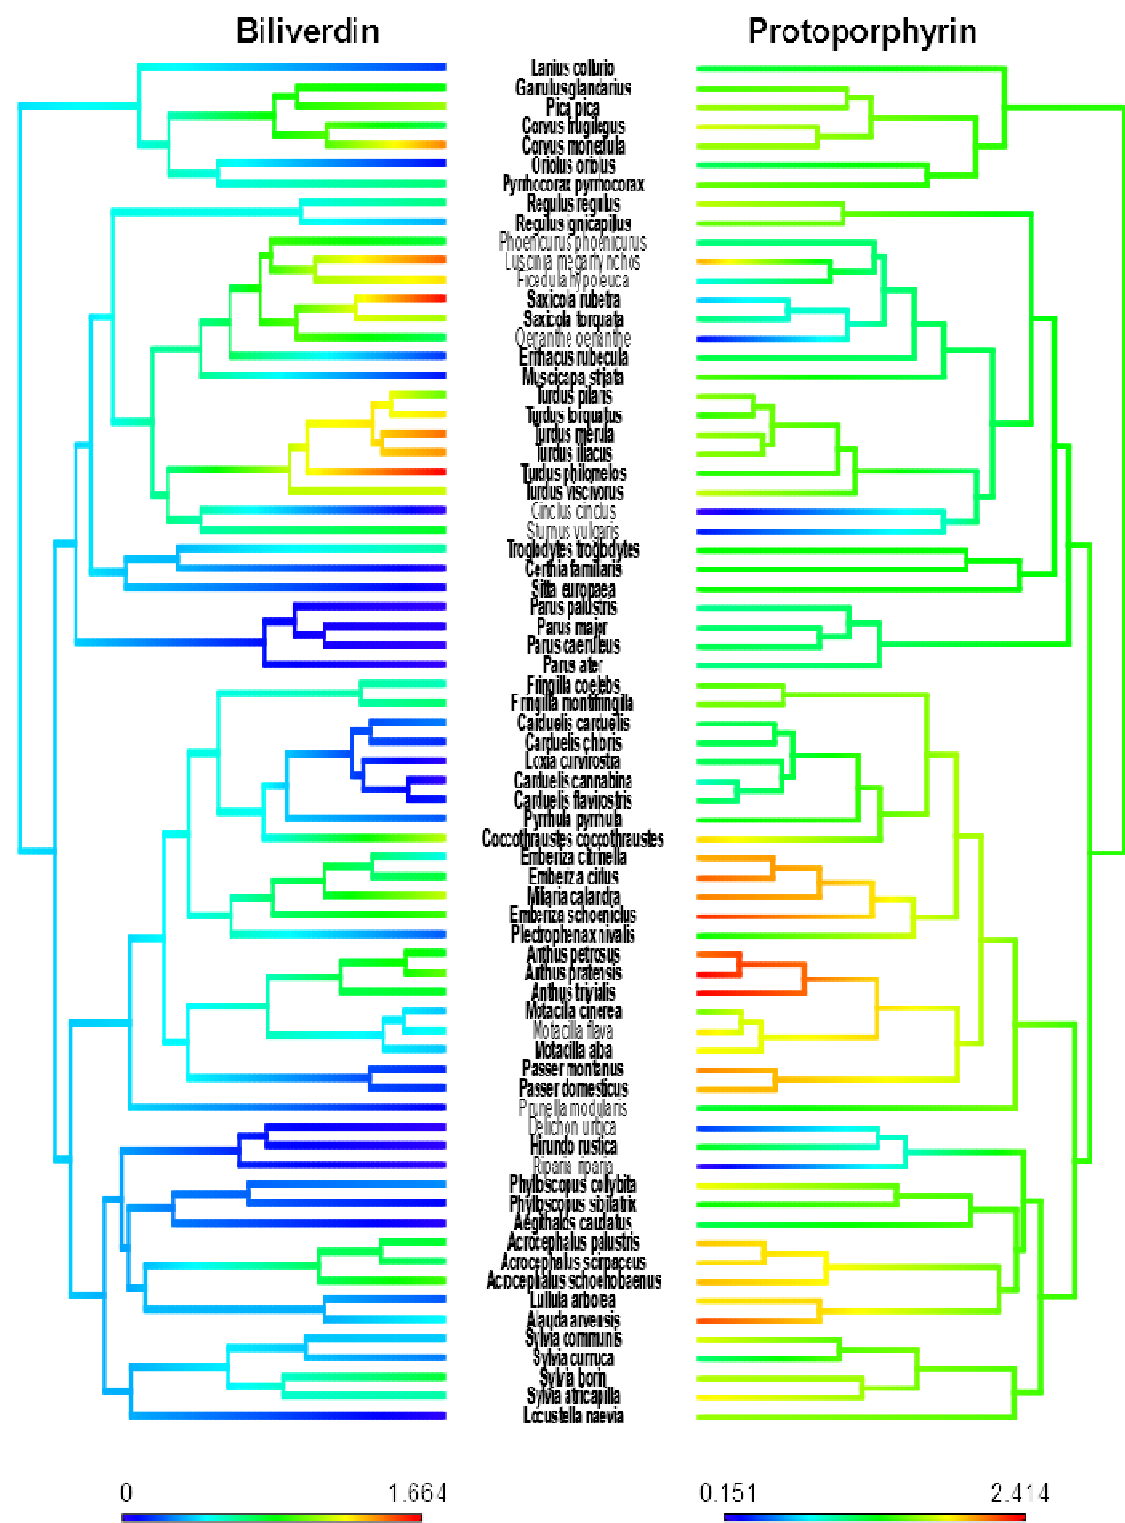 Biliverdin
Protoporphyrin
Lanius collurio
Garrulus glandarius
Pica pica
Corvus frugilegus
Corvus monedula
Oriolus oriolus
Pyrrhocorax pyrrhocorax
Regulus regulus
Regulus ignicapillus
Phoenicurus phoenicurus
Luscinia megarhynchos
Ficedula hypoleuca
Saxicola rubetra
Saxicola torquata
Oenanthe oenanthe
Erithacus rubecula
Muscicapa striata
Turdus pilaris
Turdus torquatus
Turdus merula
Turdus iliacus
Turdus philomelos
Turdus viscivorus
Cinclus cinclus
Sturnus vulgaris
Troglodytes troglodytes
Certhia familiaris
Sitta europaea
Parus palustris
Parus major
Parus caeruleus
Parus ater
Fringilla coelebs
Fringilla montifringilla
Carduelis carduelis
Carduelis chloris
Loxia curvirostra
Carduelis cannabina
Carduelis flavirostris
Pyrrhula pyrrhula
Coccothraustes coccothraustes
Emberiza citrinella
Emberiza cirlus
Miliaria calandra
Emberiza schoeniclus
Plectrophenax nivalis
Anthus petrosus
Anthus pratensis
Anthus trivialis
Motacilla cinerea
Motacilla flava
Motacilla alba
Passer montanus
Passer domesticus
Prunella modularis
Delichon urbica
Hirundo rustica
Riparia riparia
Phylloscopus collybita
Phylloscopus sibilatrix
Aegithalos caudatus
Acrocephalus palustris
Acrocephalus scirpaceus
Acrocephalus schoenobaenus
Lullula arborea
Alauda arvensis
Sylvia communis
Sylvia curruca
Sylvia borin
Sylvia atricapilla
Locustella naevia
0 1.664
0.151 2.414